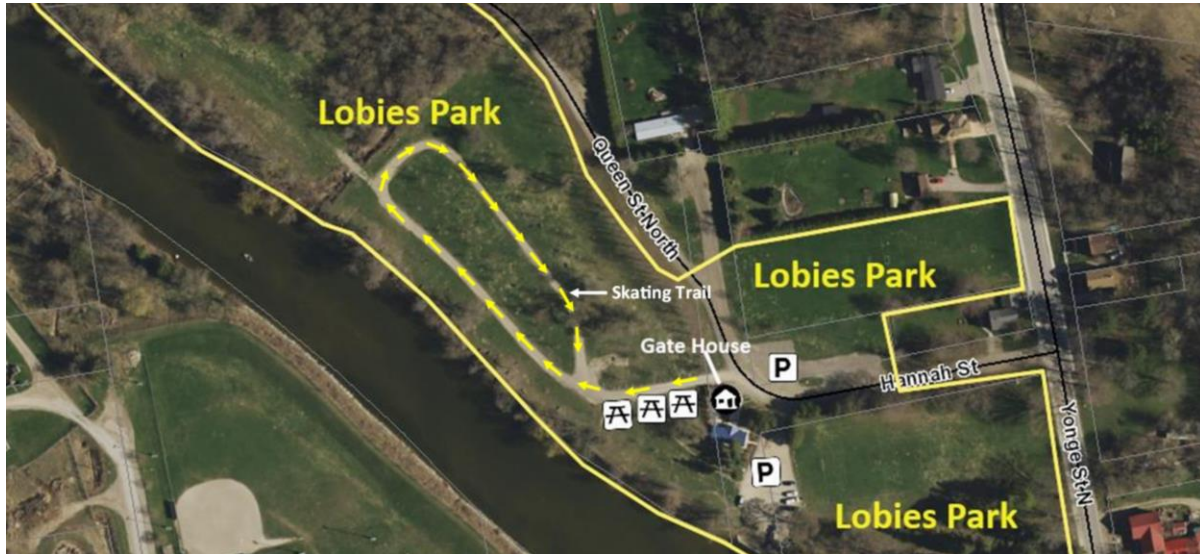 Lobies Park
Queen St North
Lobies Park
Skating Trail
Gate House
P
Hannah St
P
Yonge St N
Lobies Park